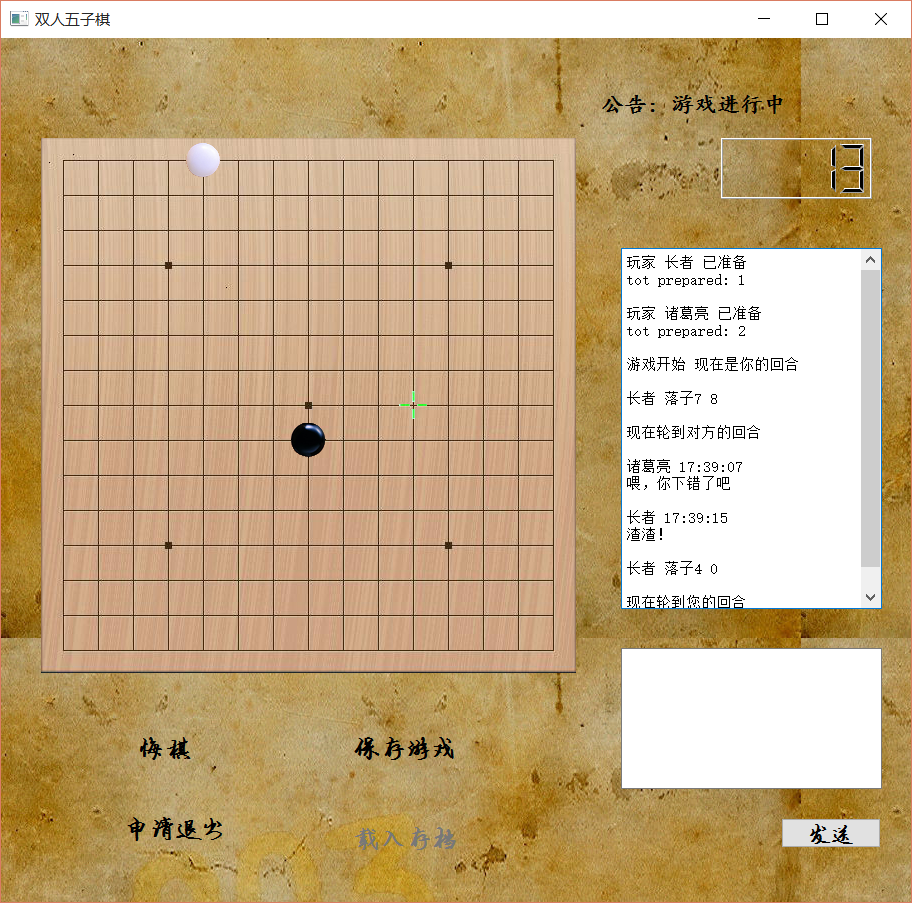 双人五子棋
公告：游戏进行中
13
玩家 长者 已准备
tot prepared: 1
玩家 诸葛亮 已准备
tot prepared: 2
游戏开始 现在是你的回合
长者 落子7 8
现在轮到对方的回合
诸葛亮 17:39:07
喂，你下错了吧
长者 17:39:15
渣渣！
长者 落子4 0
现在轮到您的回合
悔棋
保存游戏
申请退出
载入存档
发送